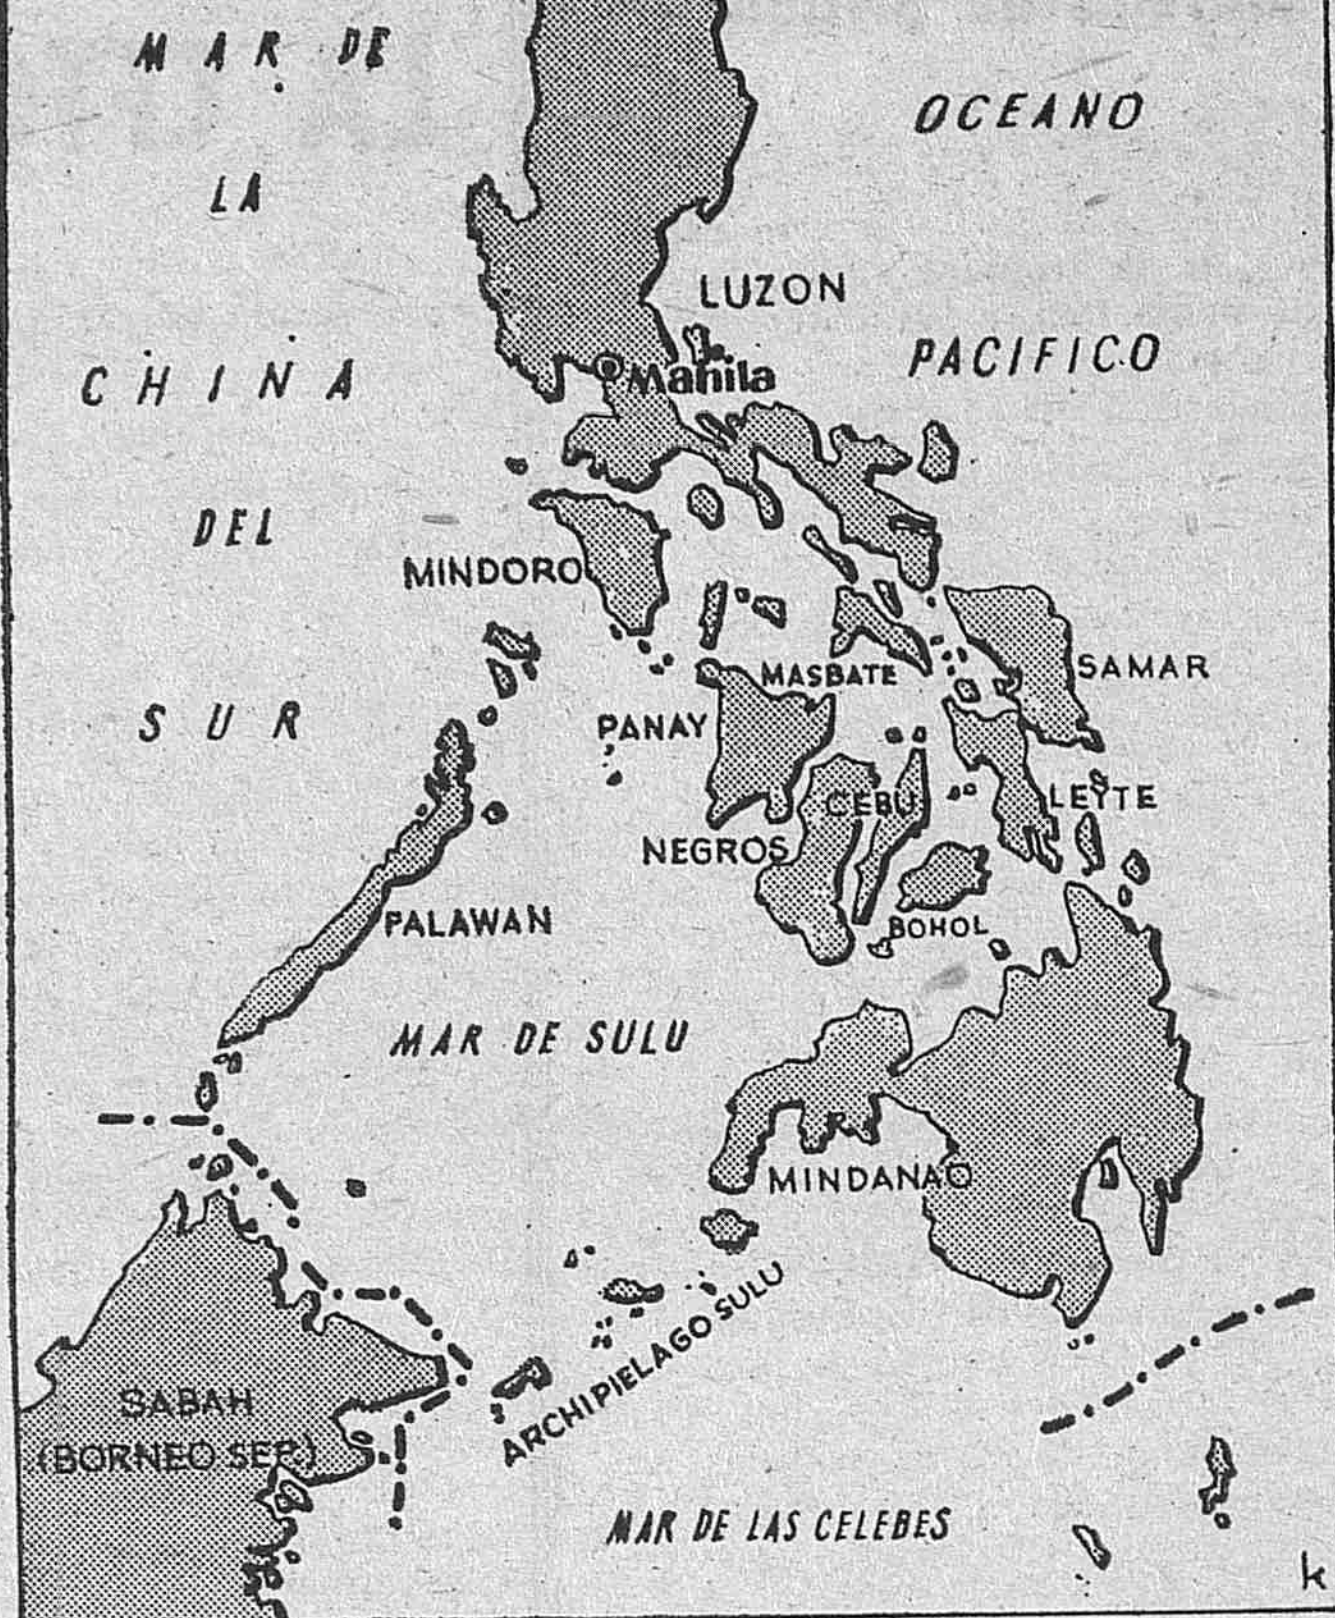 MAR DE
LA
CHINA
DEL
SUR
OCEANO
PACIFICO
LUZON
Manila
MINDORO
MASBATE
SAMAR
PANAY
CEBU
LEYTE
NEGROS
PALAWAN
BOHOL
MAR DE SULU
MINDANAO
ARCHIPIELAGO SULU
SABAH
(BORNEO SEP.)
MAR DE LAS CELEBES
k